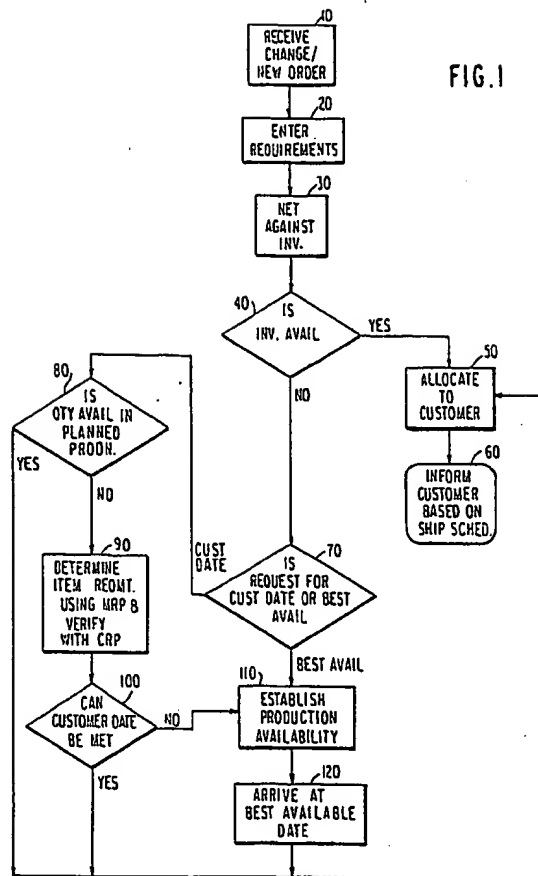 FIG.1
10
RECEIVE
CHANGE/
NEW ORDER
20
ENTER
REQUIREMENTS
30
NET
AGAINST
INV.
40
IS
INV. AVAIL
YES
NO
50
ALLOCATE
TO
CUSTOMER
60
INFORM
CUSTOMER
BASED ON
SHIP SCHED.
70
IS
REQUEST FOR
CUST DATE OR BEST
AVAIL
CUST
DATE
BEST AVAIL
80
IS
QTY AVAIL IN
PLANNED
PRODN.
YES
NO
90
DETERMINE
ITEM REQMT.
USING MRP &
VERIFY
WITH CRP
100
CAN
CUSTOMER DATE
BE MET
NO
YES
110
ESTABLISH
PRODUCTION
AVAILABILITY
120
ARRIVE AT
BEST AVAILABLE
DATE